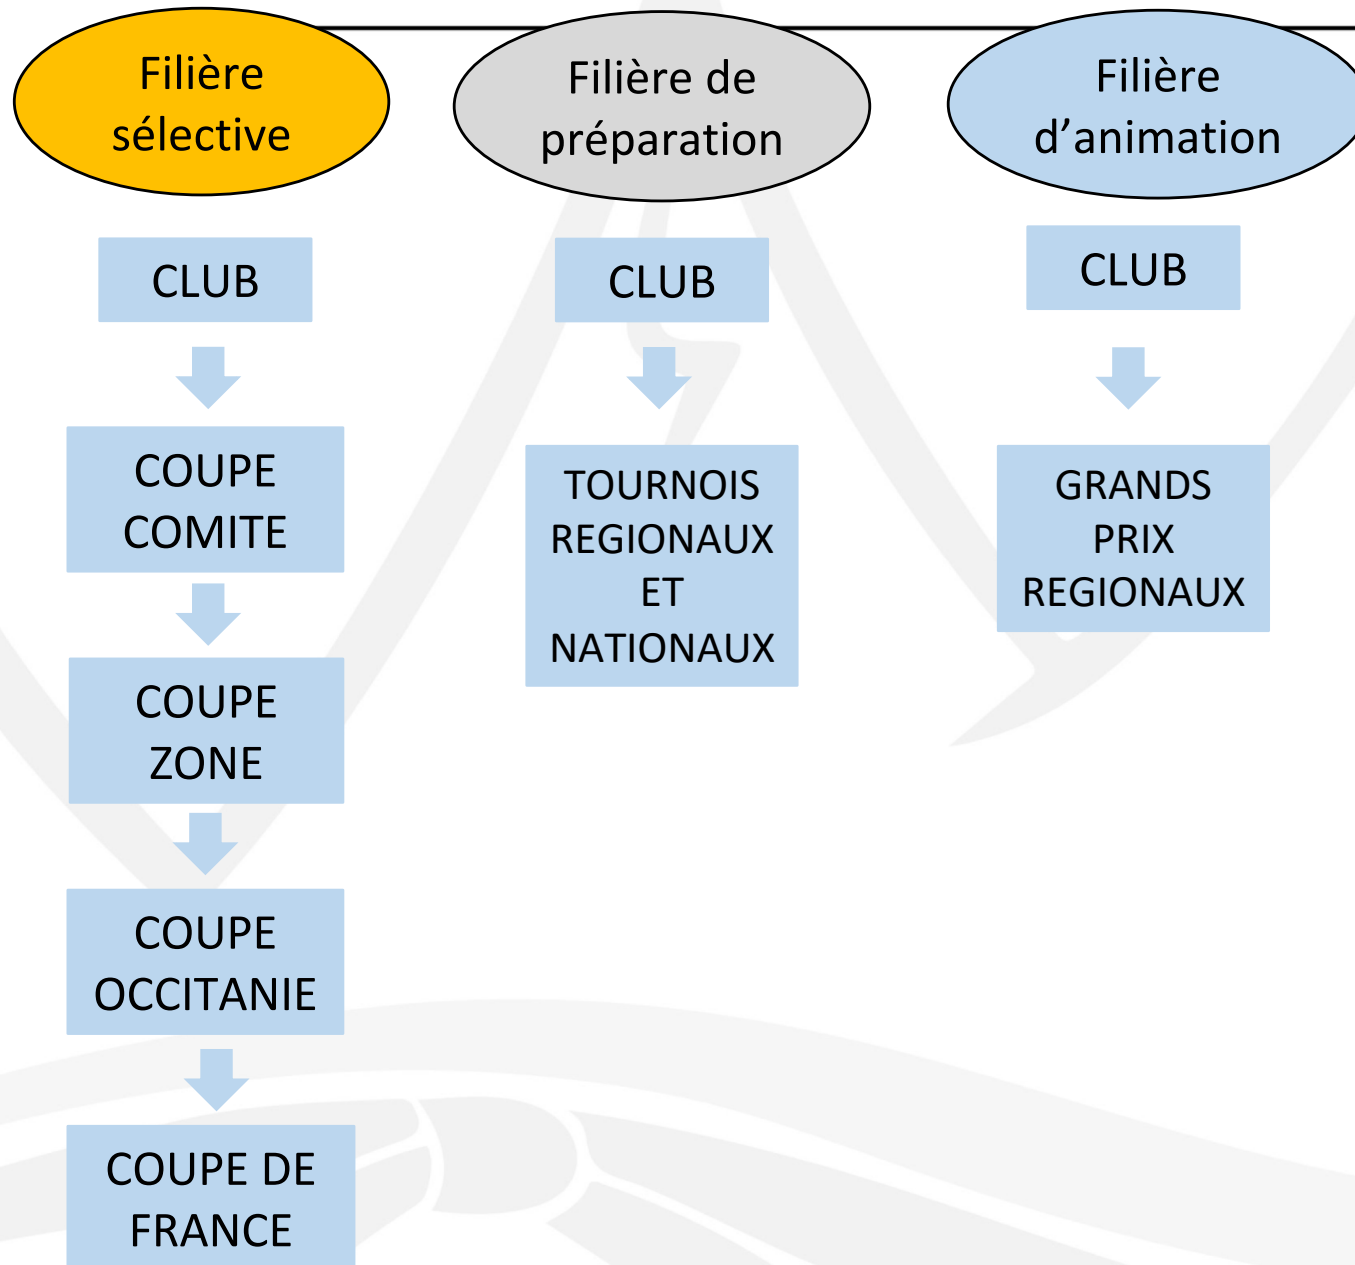 Filière
sélective
CLUB
COUPE
COMITE
COUPE
ZONE
COUPE
OCCITANIE
COUPE DE
FRANCE
Filière de
préparation
CLUB
TOURNOIS
REGIONAUX
ET
NATIONAUX
Filière
d’animation
CLUB
GRANDS
PRIX
REGIONAUX